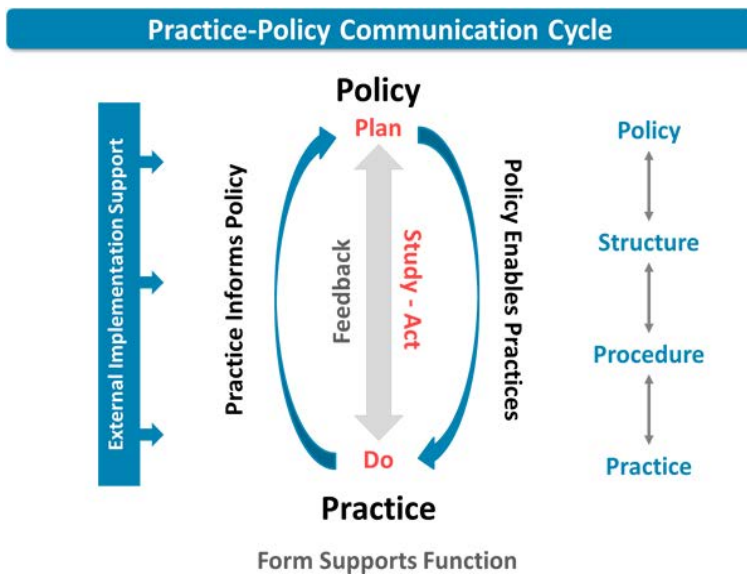 Practice-Policy Communication Cycle
External Implementation Support
Practice Informs Policy
Policy
Plan
Feedback
Study - Act
Do
Practice
Policy Enables Practices
Policy
Structure
Procedure
Practice
Form Supports Function